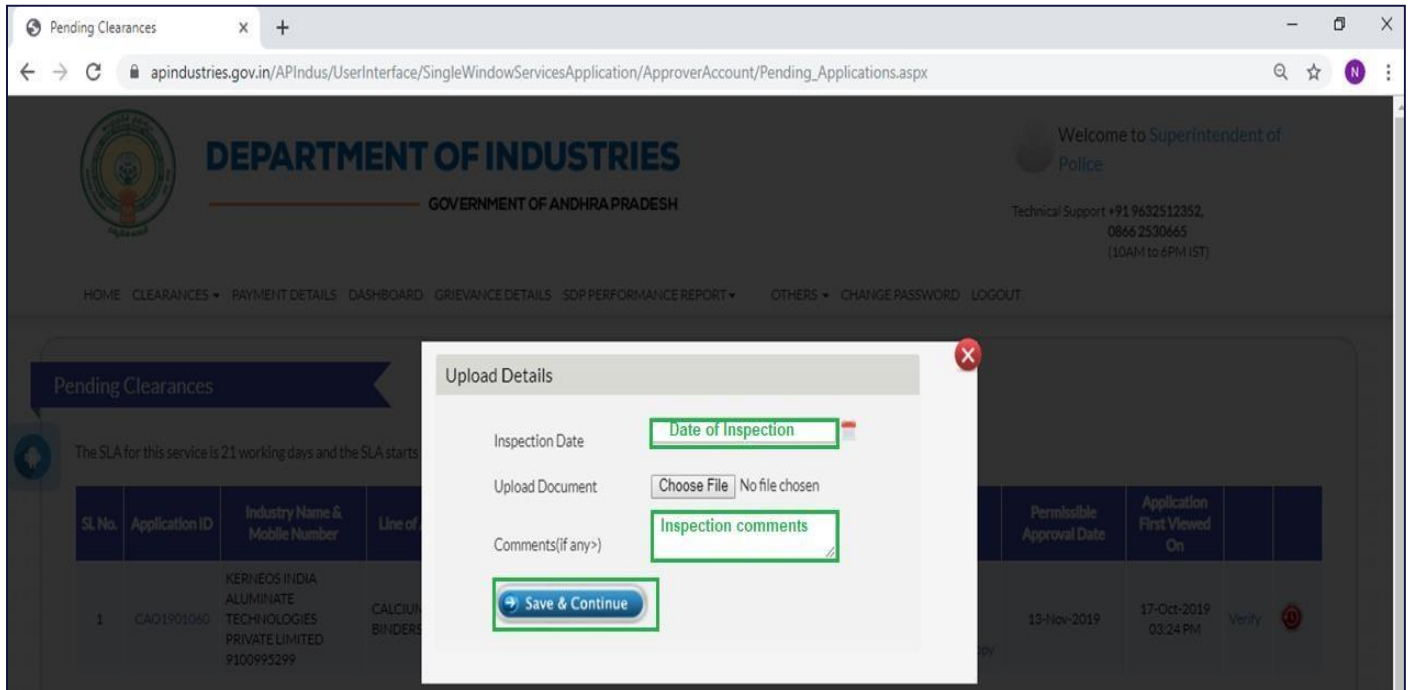 Pending Clearances
apindustries.gov.in/APIndus/UserInterface/SingleWindowServicesApplication/ApproverAccount/Pending_Applications.aspx
N
DEPARTMENT OF INDUSTRIES
GOVERNMENT OF ANDHRA PRADESH
Welcome to Superintendent of
Police
Technical Support +91 9632512352,
0866 2530665
(10AM to 6PM IST)
HOME CLEARANCES PAYMENT DETAILS DASHBOARD GRIEVANCE DETAILS SDP PERFORMANCE REPORT OTHERS CHANGE PASSWORD LOGOUT
Pending Clearances
The SLA for this service is 21 working days and the SLA starts
Upload Details
Inspection Date Date of Inspection
Upload Document Choose File No file chosen
Comments(if any>) Inspection comments
Save & Continue
Sl. No. Application ID Industry Name & Mobile Number Line of Permissible Approval Date Application First Viewed On
1 CAO1901060 KERNEOS INDIA
ALUMINATE
TECHNOLOGIES
PRIVATE LIMITED
9100995299
CALCIUM
BINDERS
13-Nov-2019
17-Oct-2019
03:24 PM
Verify